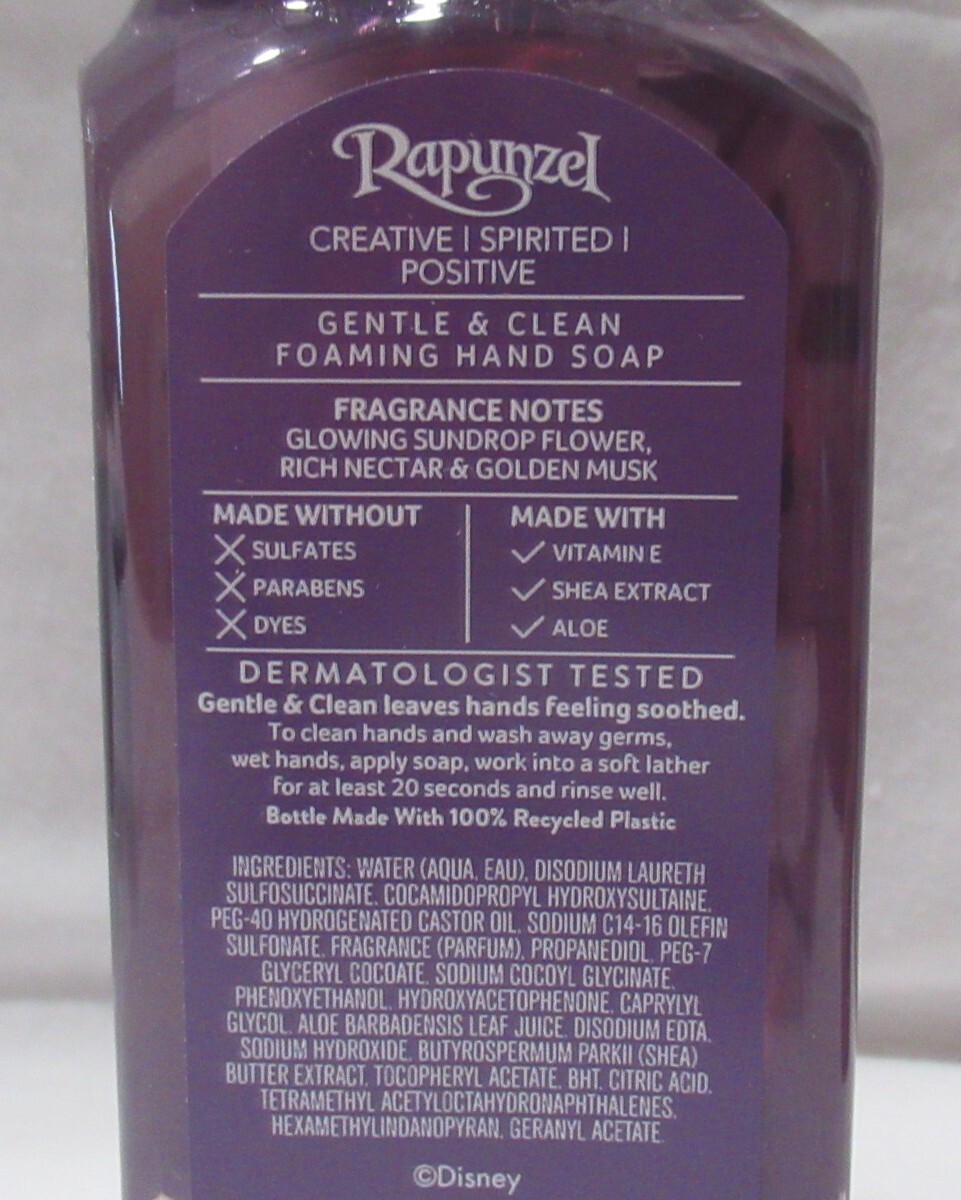 Rapunzel
CREATIVE | SPIRITED |
POSITIVE
GENTLE & CLEAN
FOAMING HAND SOAP
FRAGRANCE NOTES
GLOWING SUNDROP FLOWER,
RICH NECTAR & GOLDEN MUSK
MADE WITHOUT
SULFATES
PARABENS
DYES
MADE WITH
VITAMIN E
SHEA EXTRACT
ALOE
DERMATOLOGIST TESTED
Gentle & Clean leaves hands feeling soothed.
To clean hands and wash away germs,
wet hands, apply soap, work into a soft lather
for at least 20 seconds and rinse well.
Bottle Made With 100% Recycled Plastic
INGREDIENTS: WATER (AQUA, EAU), DISODIUM LAURETH
SULFOSUCCINATE, COCAMIDOPROPYL HYDROXYSULTAINE,
PEG-40 HYDROGENATED CASTOR OIL, SODIUM C14-16 OLEFIN
SULFONATE, FRAGRANCE (PARFUM), PROPANEDIOL, PEG-7
GLYCERYL COCOATE, SODIUM COCOYL GLYCINATE,
PHENOXYETHANOL, HYDROXYACETOPHENONE, CAPRYLYL
GLYCOL, ALOE BARBADENSIS LEAF JUICE, DISODIUM EDTA,
SODIUM HYDROXIDE, BUTYROSPERMUM PARKII (SHEA)
BUTTER EXTRACT, TOCOPHERYL ACETATE, BHT, CITRIC ACID,
TETRAMETHYL ACETYLOCTAHYDRONAPHTHALENES,
HEXAMETHYLINDANOPYRAN, GERANYL ACETATE.
©Disney